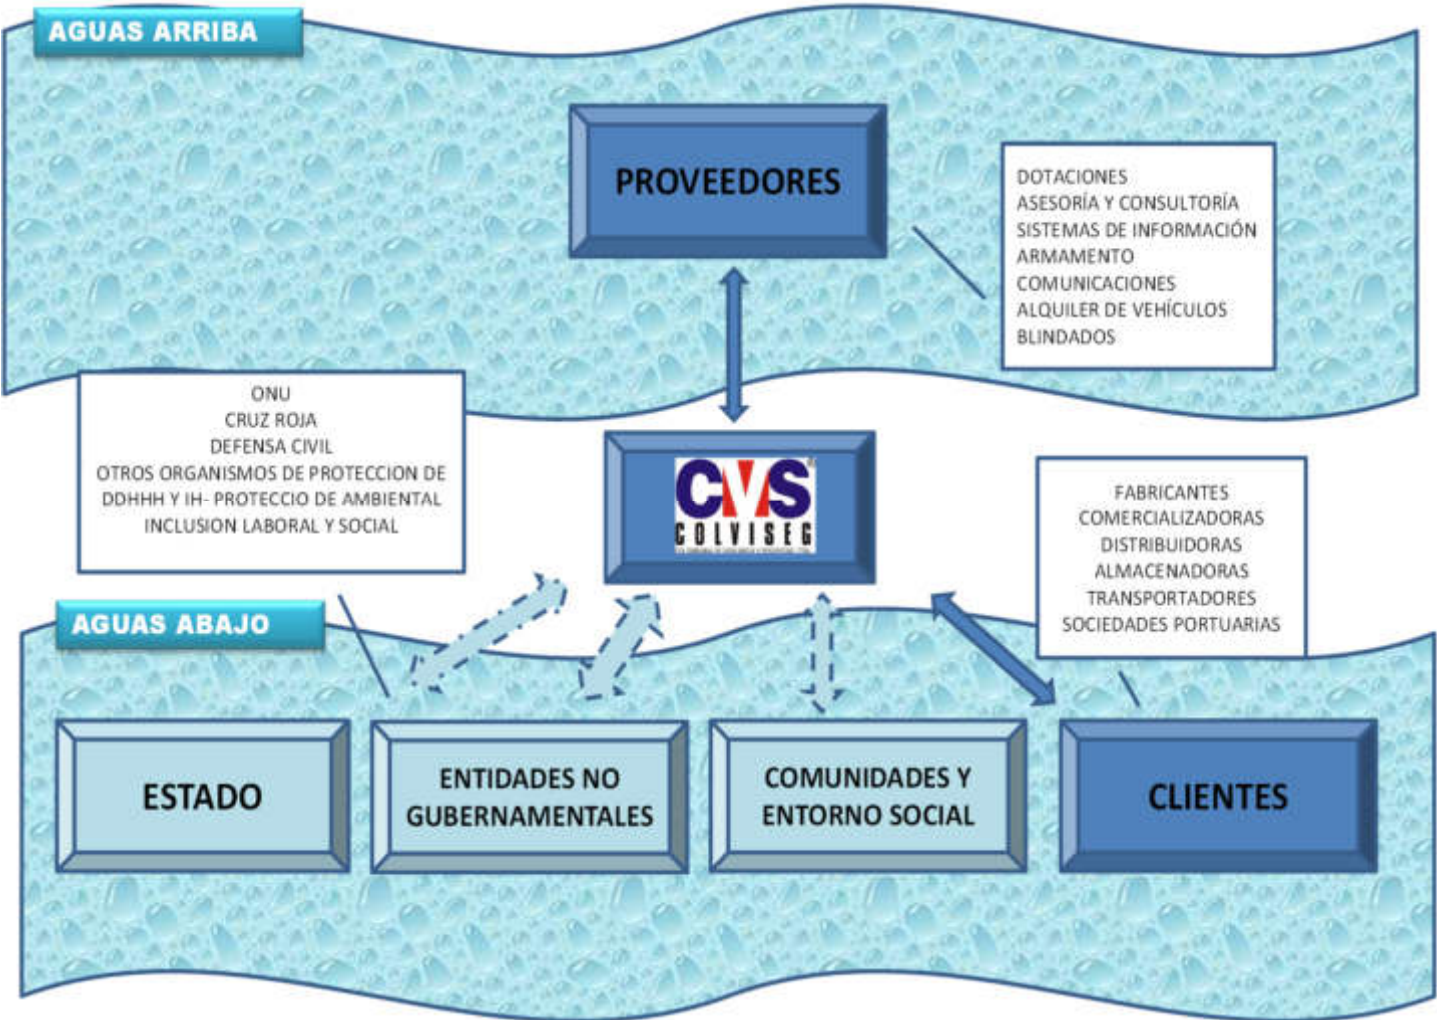 AGUAS ARRIBA
PROVEEDORES
DOTACIONES
ASESORÍA Y CONSULTORÍA
SISTEMAS DE INFORMACIÓN
ARMAMENTO
COMUNICACIONES
ALQUILER DE VEHÍCULOS
BLINDADOS
ONU
CRUZ ROJA
DEFENSA CIVIL
OTROS ORGANISMOS DE PROTECCION DE
DDHHH Y IH- PROTECCIO DE AMBIENTAL
INCLUSION LABORAL Y SOCIAL
CVS®
COLVISEG
FABRICANTES
COMERCIALIZADORAS
DISTRIBUIDORAS
ALMACENADORAS
TRANSPORTADORES
SOCIEDADES PORTUARIAS
AGUAS ABAJO
ESTADO
ENTIDADES NO
GUBERNAMENTALES
COMUNIDADES Y
ENTORNO SOCIAL
CLIENTES